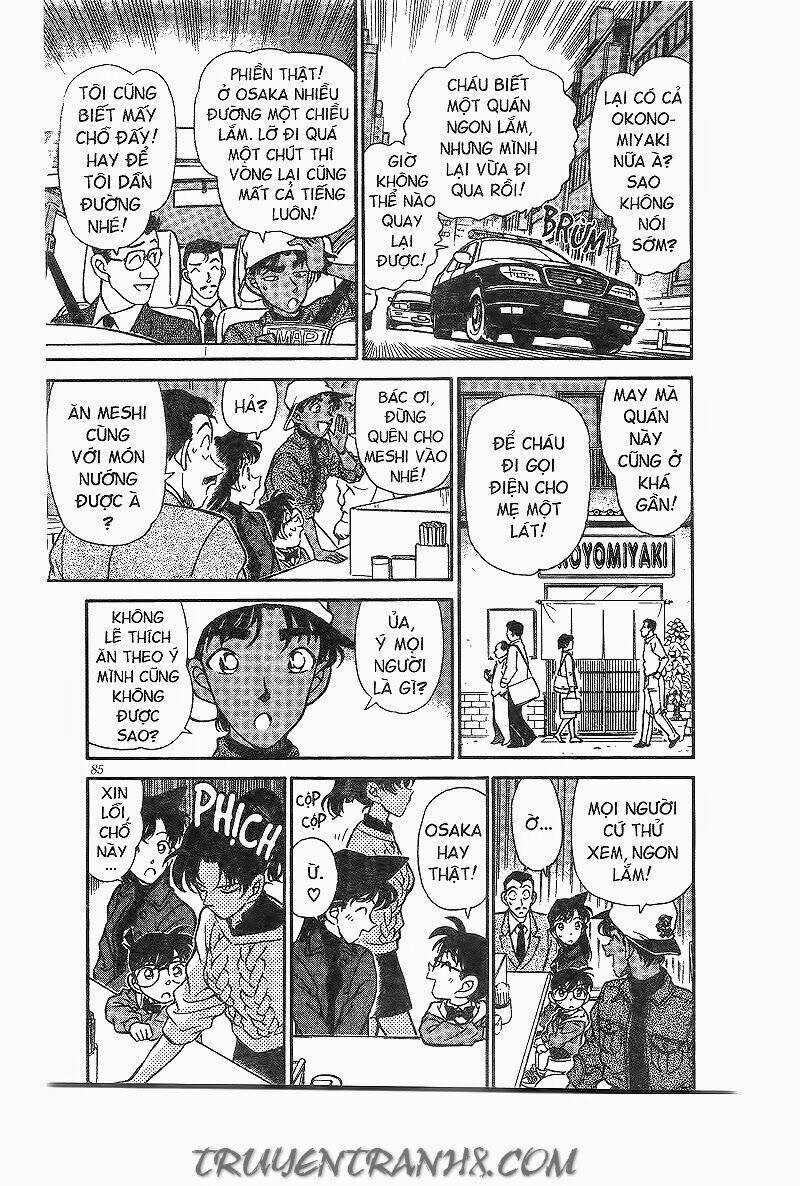 LẠI CÓ CẢ
OKONO-
MIYAKI
NỮA À?
SAO
KHÔNG
NÓI
SỚM?
CHÁU BIẾT
MỘT QUÁN
NGON LẮM,
NHƯNG MÌNH
LẠI VỪA ĐI
QUA RỒI!
GIỜ
KHÔNG
THỂ NÀO
QUAY
LẠI
ĐƯỢC!
BRỪM
PHIỀN THẬT!
Ở OSAKA NHIỀU
ĐƯỜNG MỘT CHIỀU
LẮM. LỠ ĐI QUÁ
MỘT CHÚT THÌ
VÒNG LẠI CŨNG
MẤT CẢ TIẾNG
LUÔN!
TÔI CŨNG
BIẾT MẤY
CHỖ ĐẤY!
HAY ĐỂ
TÔI DẪN
ĐƯỜNG
NHÉ!
MAP
MAY MÀ
QUÁN
NÀY
CŨNG Ở
KHÁ
GẦN!
ĐỂ CHÁU
ĐI GỌI
ĐIỆN CHO
MẸ MỘT
LÁT!
KOYOMIYAKI
BÁC ƠI,
ĐỪNG
QUÊN CHO
MESHI VÀO
NHÉ!
HẢ?
ĂN MESHI
CÙNG
VỚI MÓN
NƯỚNG
ĐƯỢC À
?
ỦA,
Ý MỌI
NGƯỜI
LÀ GÌ?
KHÔNG
LẼ THÍCH
ĂN THEO Ý
MÌNH CŨNG
KHÔNG
ĐƯỢC
SAO?
85
MỌI NGƯỜI
CỨ THỬ
XEM, NGON
LẮM!
Ờ...
OSAKA
HAY
THẬT!
CỘP
CỘP
Ừ.
♡
PHỊCH
XIN
LỖI,
CHỖ
NÀY
...
TRUYENTRANH8.COM